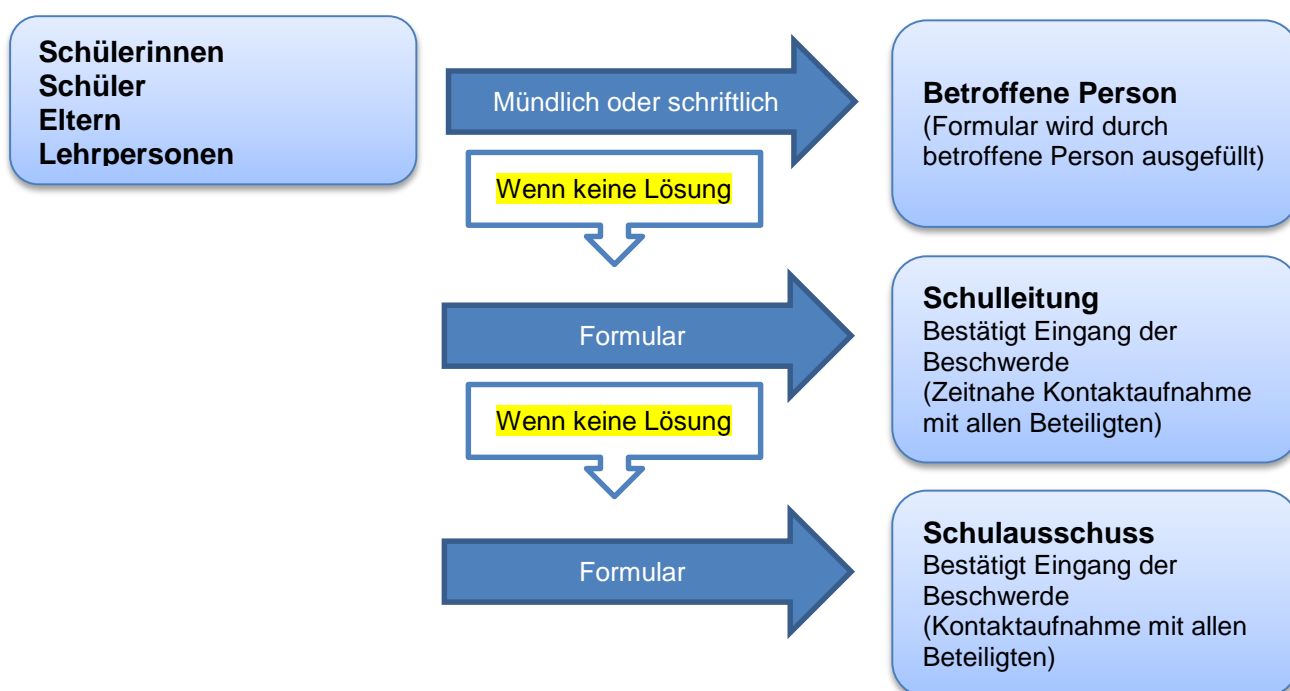 Schülerinnen
Schüler
Eltern
Lehrpersonen
Mündlich oder schriftlich
Betroffene Person
(Formular wird durch
betroffene Person ausgefüllt)
Wenn keine Lösung
Formular
Schulleitung
Bestätigt Eingang der
Beschwerde
(Zeitnahe Kontaktaufnahme
mit allen Beteiligten)
Wenn keine Lösung
Formular
Schulausschuss
Bestätigt Eingang der
Beschwerde
(Kontaktaufnahme mit allen
Beteiligten)